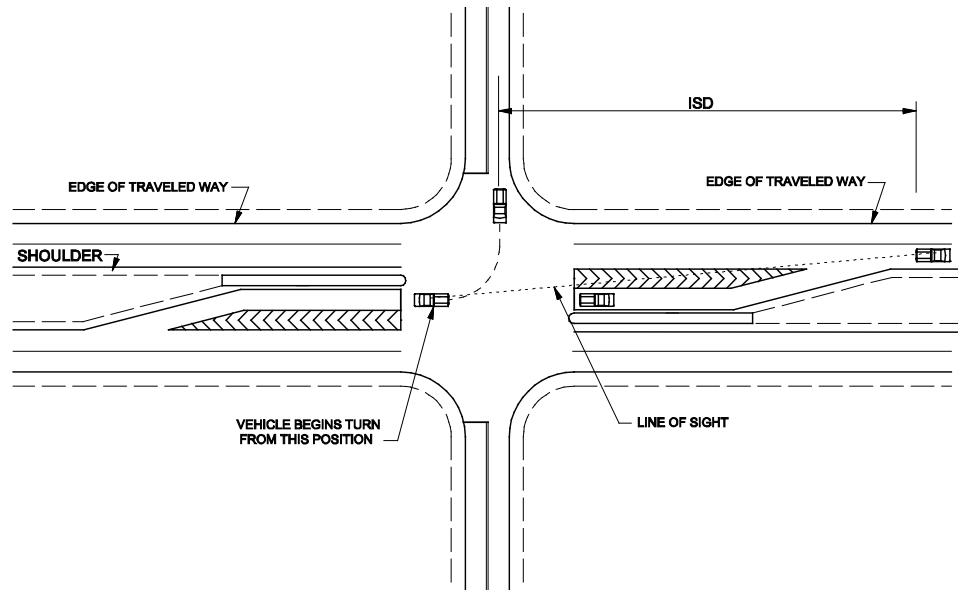 ISD
EDGE OF TRAVELED WAY
EDGE OF TRAVELED WAY
SHOULDER
VEHICLE BEGINS TURN
FROM THIS POSITION
LINE OF SIGHT